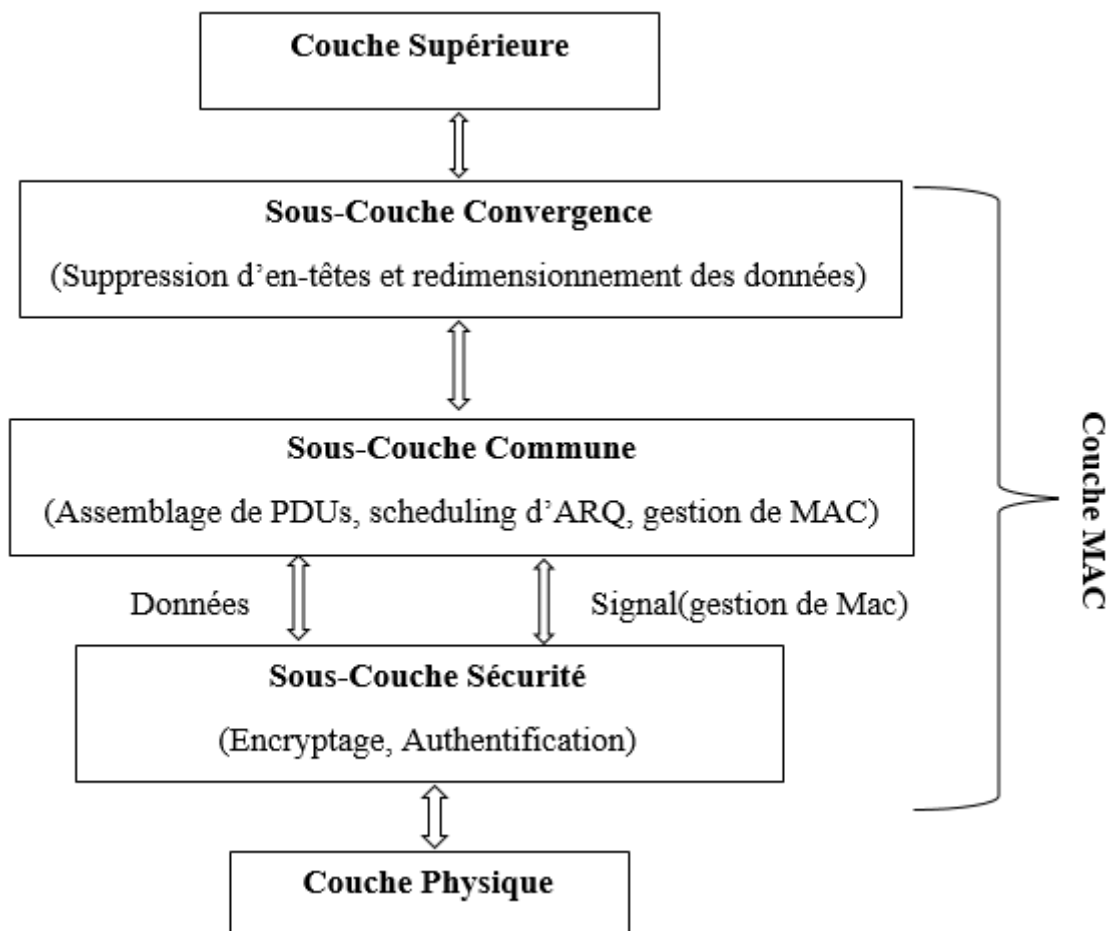 Couche Supérieure
Sous-Couche Convergence
(Suppression d’en-têtes et redimensionnement des données)
Sous-Couche Commune
(Assemblage de PDUs, scheduling d’ARQ, gestion de MAC)
Données
Signal(gestion de Mac)
Sous-Couche Sécurité
(Encryptage, Authentification)
Couche Physique
Couche MAC